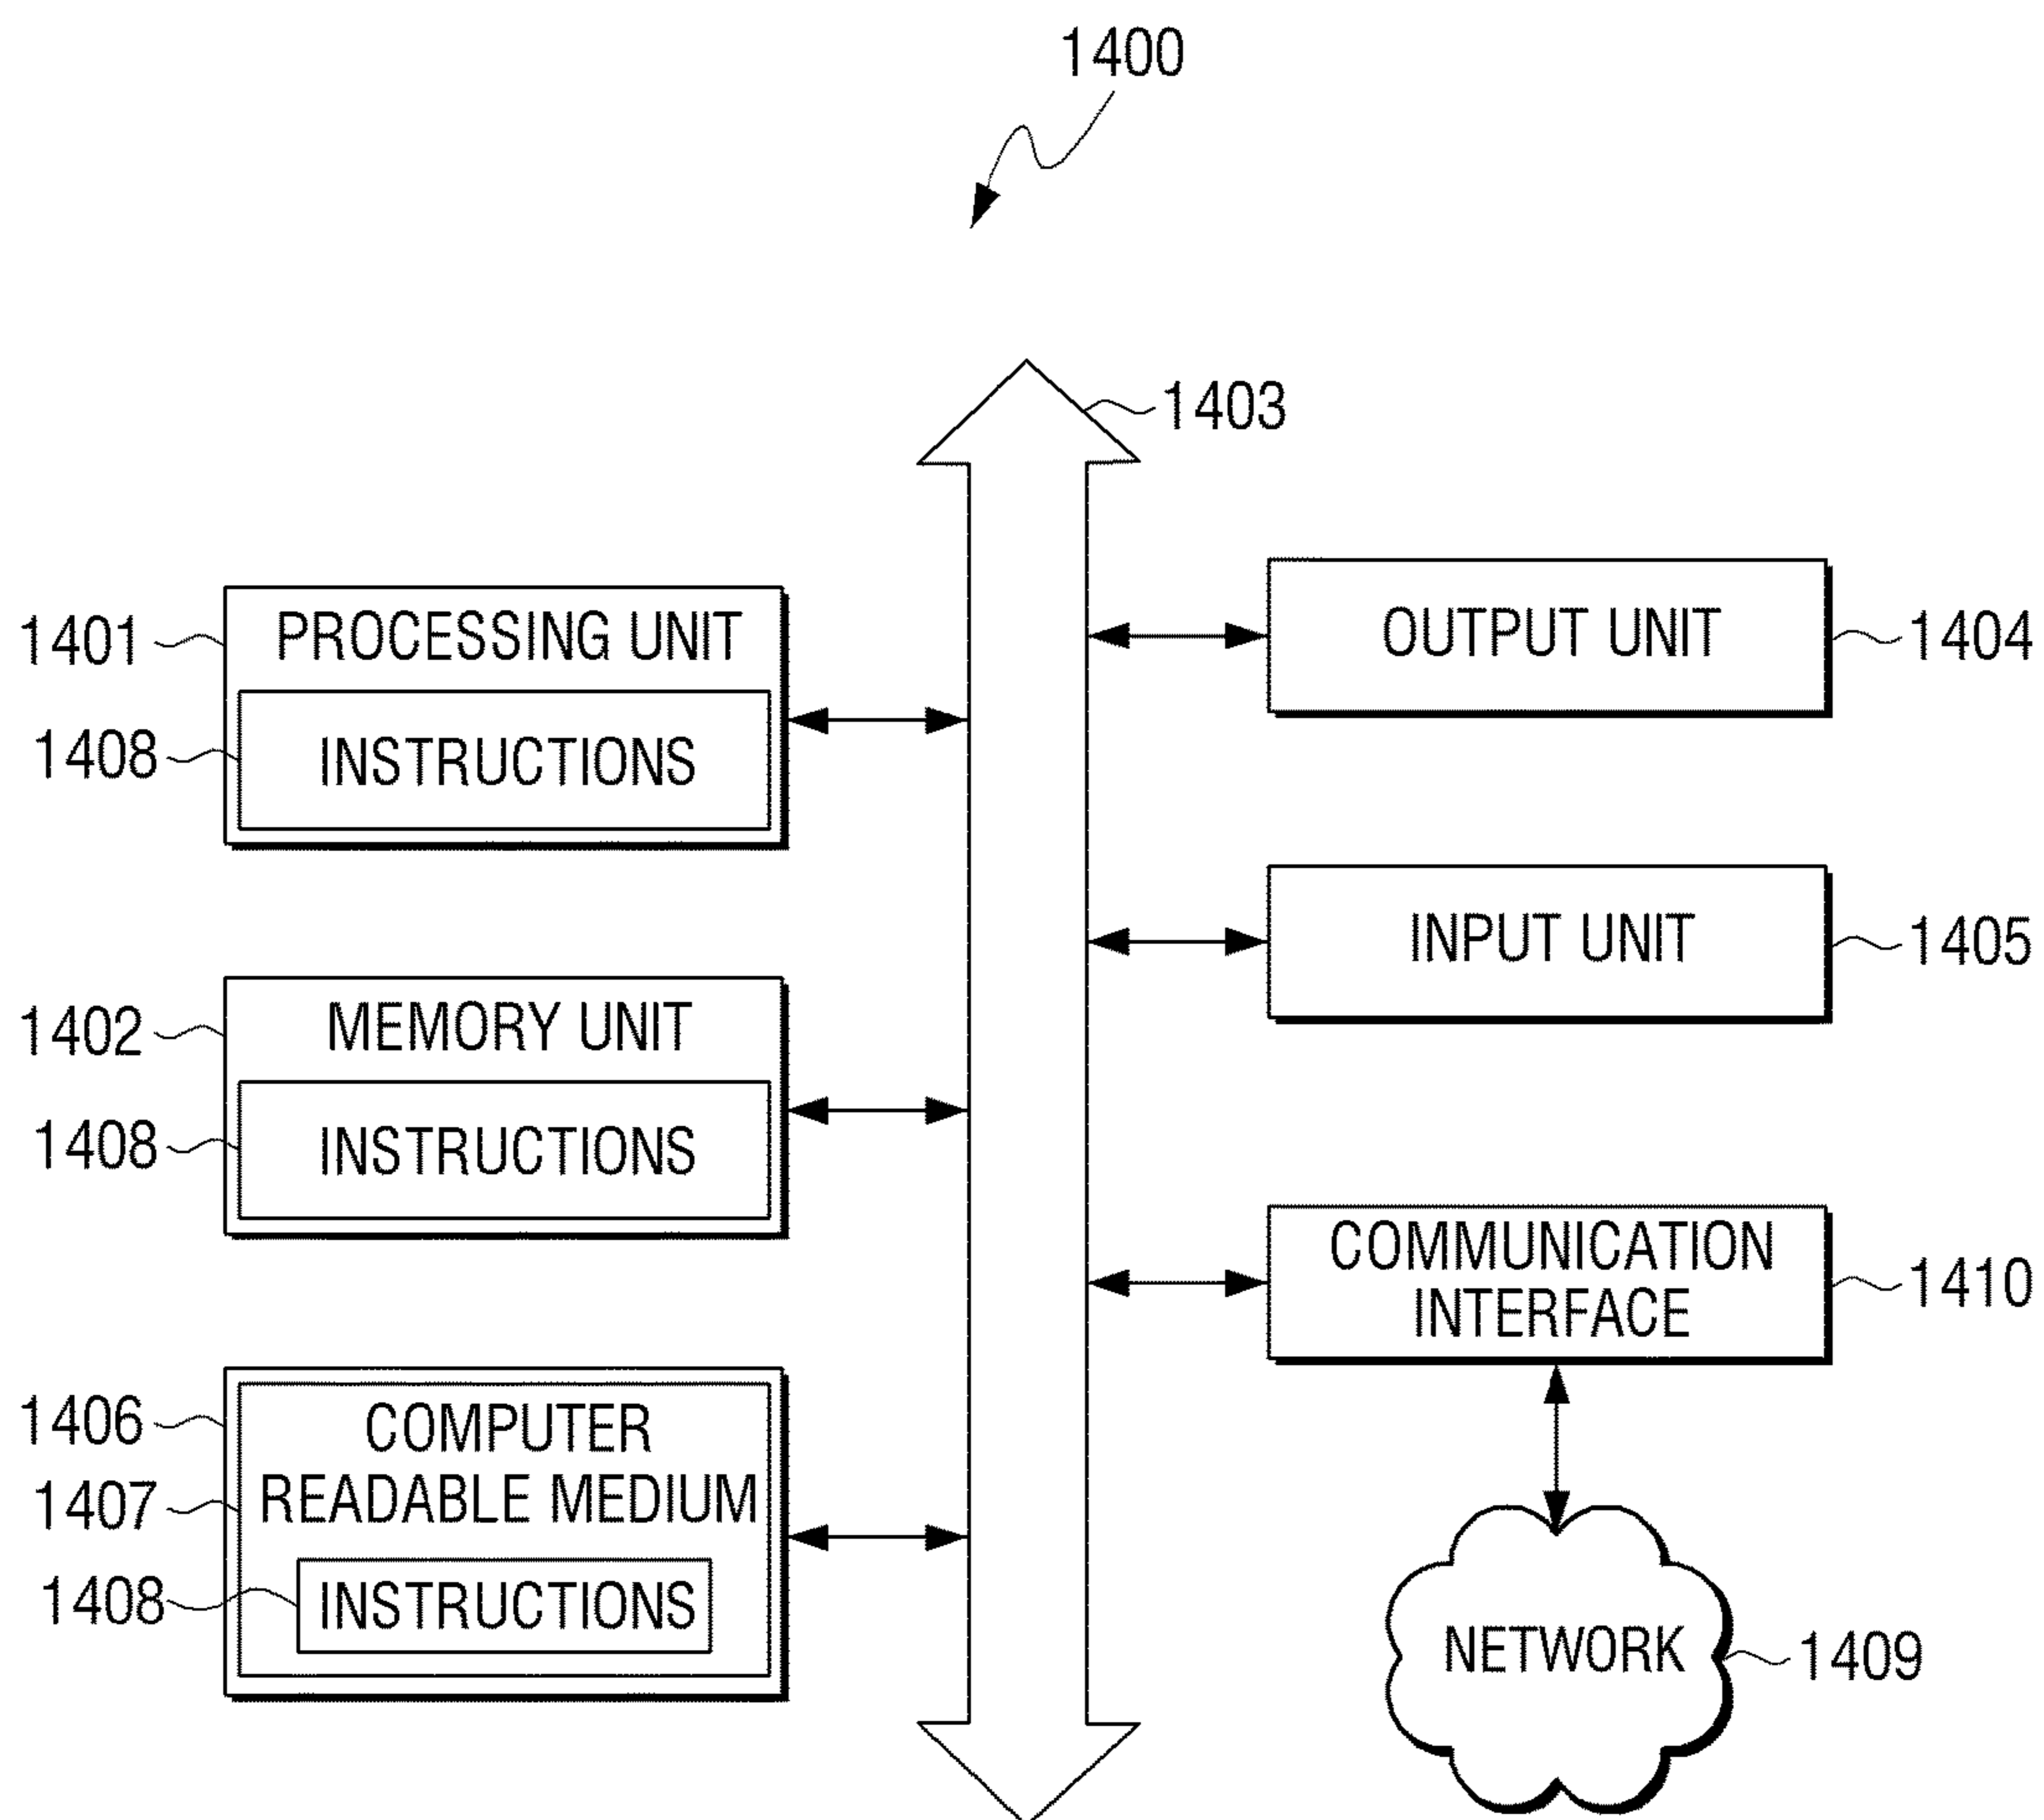 1400
1403
1401
PROCESSING UNIT
1408
INSTRUCTIONS
1402
MEMORY UNIT
1408
INSTRUCTIONS
1406
COMPUTER
1407
READABLE MEDIUM
1408
INSTRUCTIONS
OUTPUT UNIT
1404
INPUT UNIT
1405
COMMUNICATION
INTERFACE
1410
NETWORK
1409